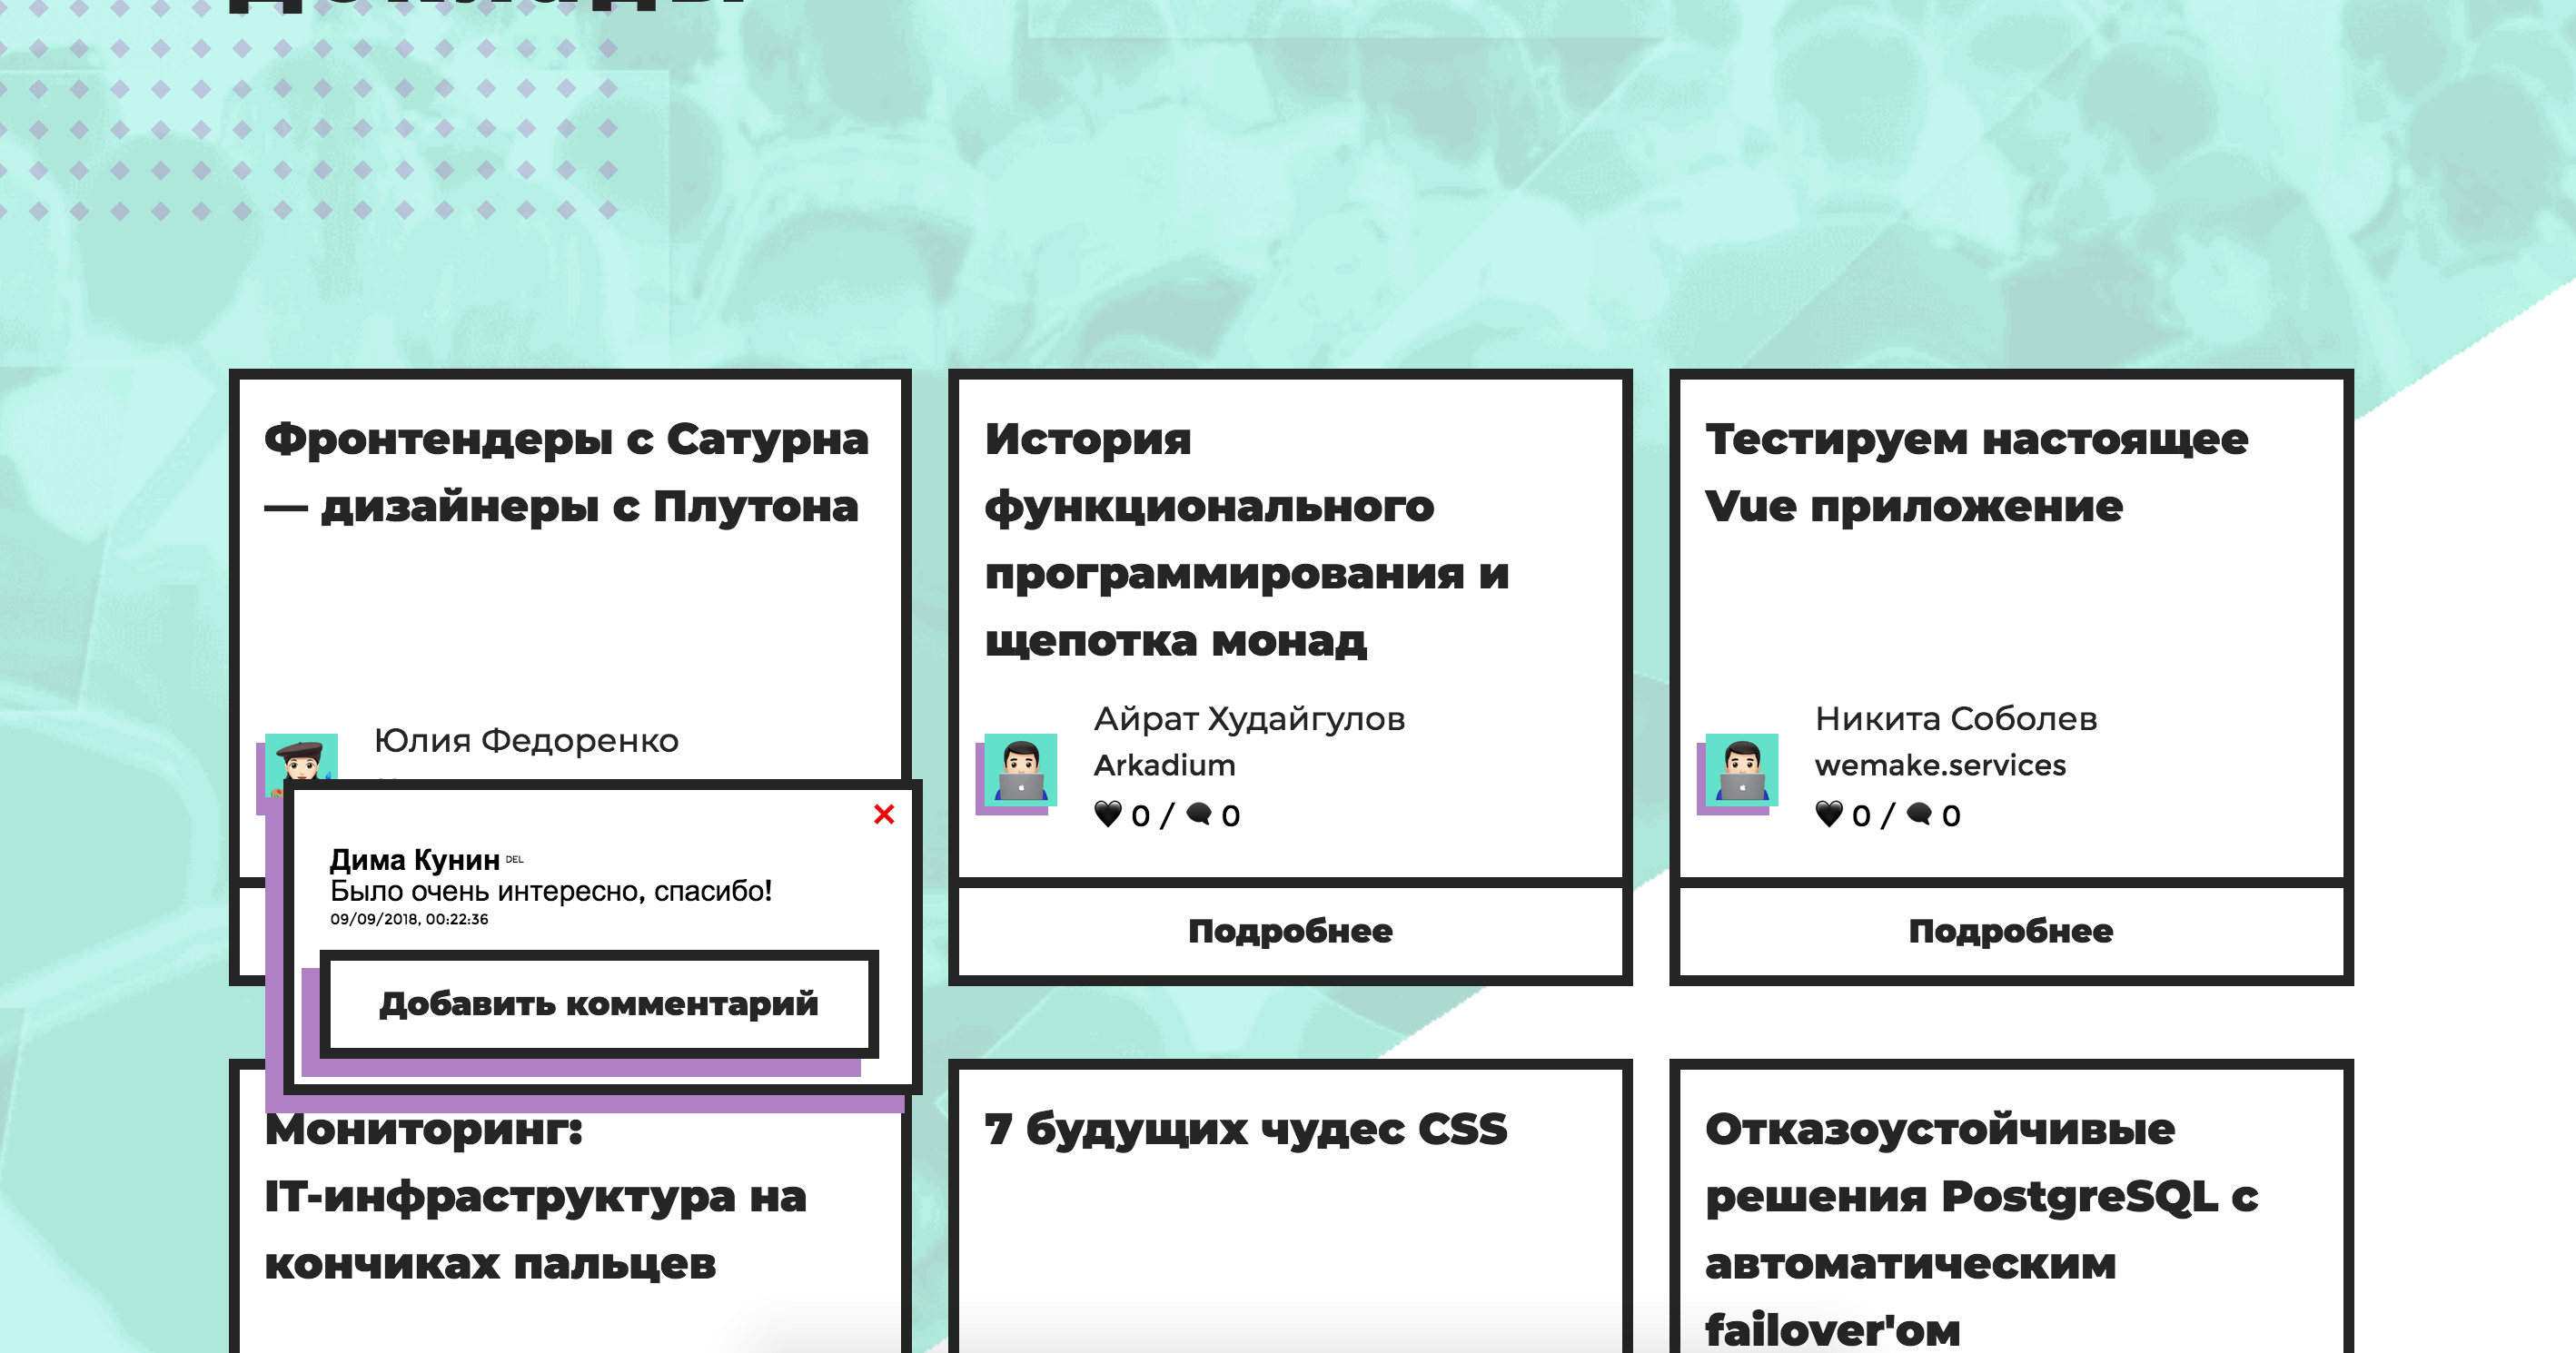 Доклады
Фронтендеры с Сатурна
— дизайнеры с Плутона
Юлия Федоренко
История
функционального
программирования и
щепотка монад
Айрат Худайгулов
Arkadium
🖤 0 / 🗨 0
Подробнее
Тестируем настоящее
Vue приложение
Никита Соболев
wemake.services
🖤 0 / 🗨 0
Подробнее
×
Дима Кунин DEL
Было очень интересно, спасибо!
09/09/2018, 00:22:36
Добавить комментарий
Мониторинг:
IT-инфраструктура на
кончиках пальцев
7 будущих чудес CSS
Отказоустойчивые
решения PostgreSQL с
автоматическим
failover'ом